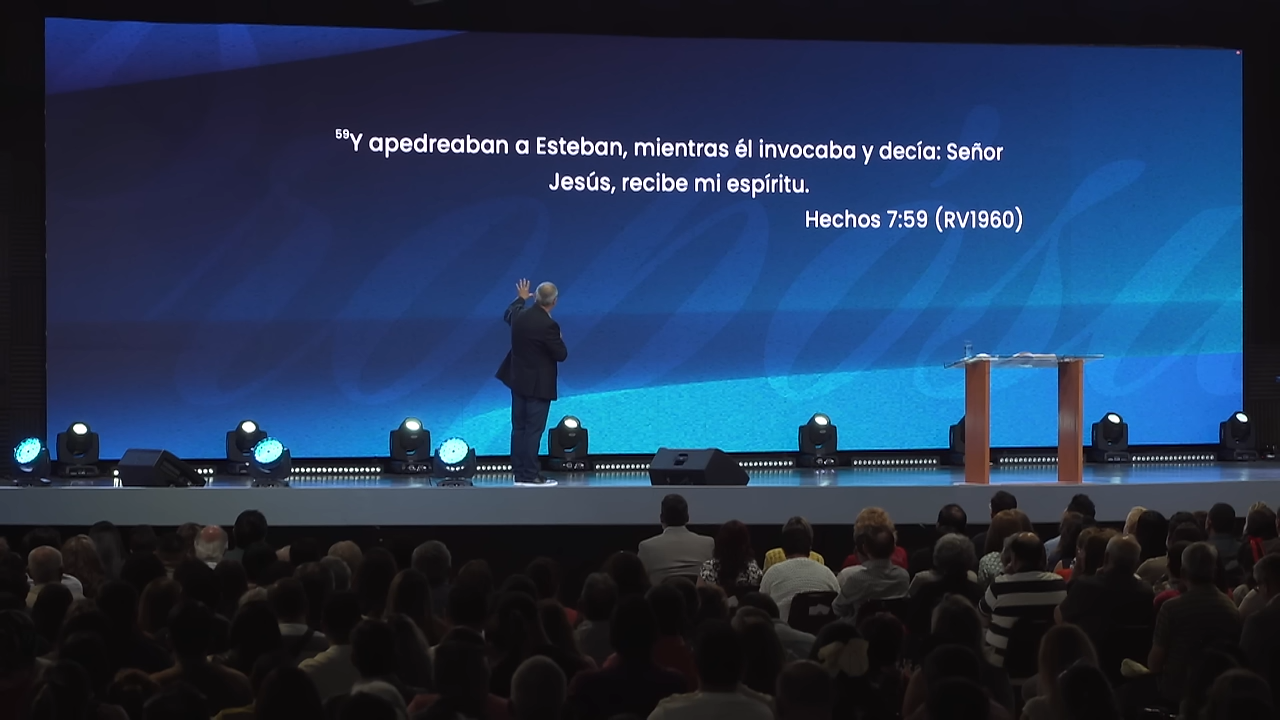 ⁵⁹Y apedreaban a Esteban, mientras él invocaba y decía: Señor
Jesús, recibe mi espíritu.
Hechos 7:59 (RV1960)